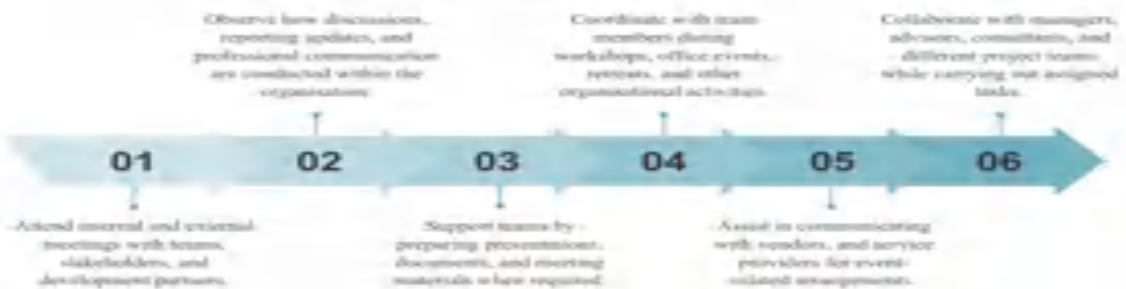 01
Attend internal and external
meetings with teams,
stakeholders, and
development partners.
02
Observe how discussions,
reporting updates, and
professional communication
are conducted within the
organisation
03
Support teams by
preparing presentations,
documents, and meeting
materials when required.
04
Coordinate with team
members during
workshops, office events,
retreats, and other
organisational activities.
05
Assist in communicating
with vendors, and service
providers for event-
related arrangements.
06
Collaborate with managers,
advisors, consultants, and
different project teams
while carrying out assigned
tasks.